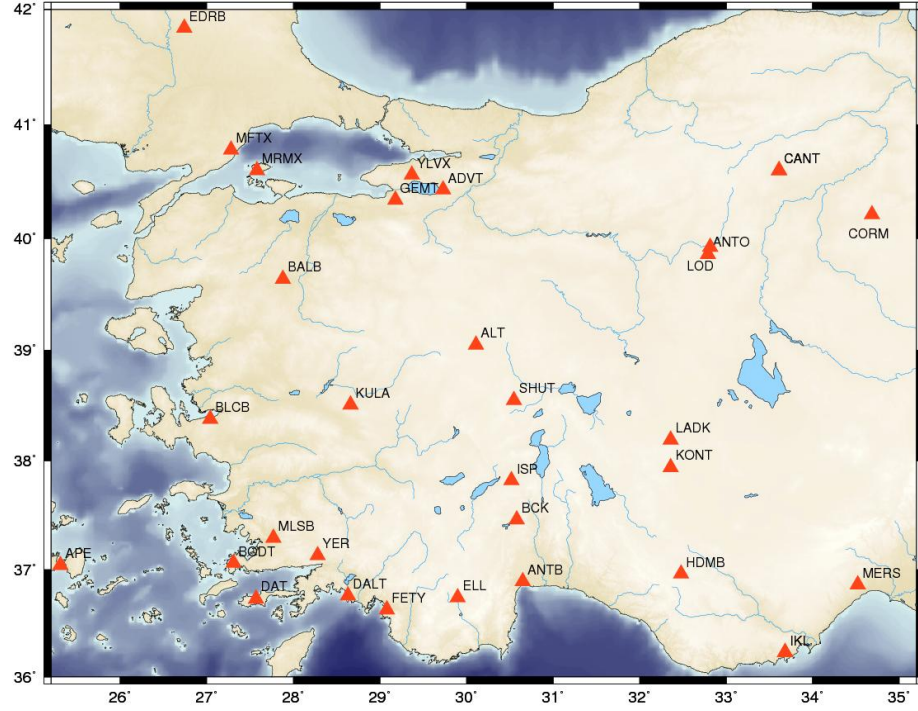 42˚
EDRB
41˚
MFTX
MRMX
YLVX
ADVT
GEMT
CANT
CORM
40˚
ANTO
LOD
BALB
ALT
39˚
SHUT
KULA
BLCB
LADK
38˚
KONT
ISP
BCK
MLSB
YER
BODT
APE
37˚
HDMB
MERS
ANTB
DAT
DALT
ELL
FETY
IKL
36˚
26˚ 27˚ 28˚ 29˚ 30˚ 31˚ 32˚ 33˚ 34˚ 35˚